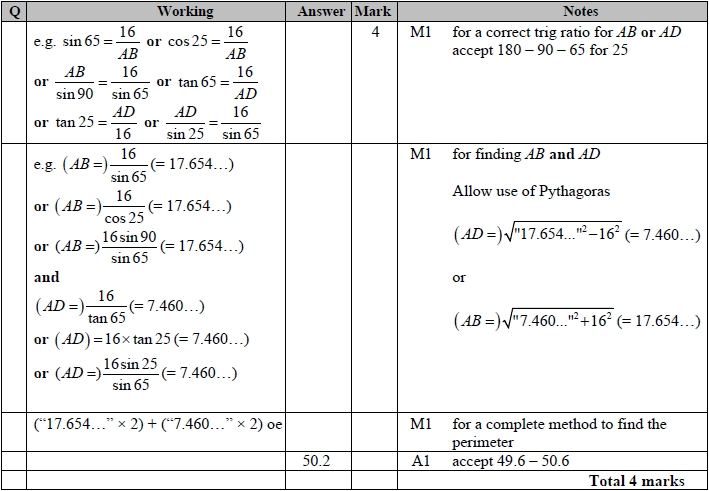 Q Working Answer Mark Notes
e.g. sin 65 = 16/AB or cos 25 = 16/AB
or AB/sin 90 = 16/sin 65 or tan 65 = 16/AD
or tan 25 = AD/16 or AD/sin 25 = 16/sin 65
4
M1 for a correct trig ratio for AB or AD
accept 180 – 90 – 65 for 25
e.g. (AB =) 16/sin 65 (= 17.654…)
or (AB =) 16/cos 25 (= 17.654…)
or (AB =) 16 sin 90/sin 65 (= 17.654…)
and
(AD =) 16/tan 65 (= 7.460…)
or (AD) = 16 × tan 25 (= 7.460…)
or (AD =) 16 sin 25/sin 65 (= 7.460…)
M1 for finding AB and AD
Allow use of Pythagoras
(AD =) √("17.654..."² − 16²) (= 7.460…)
or
(AB =) √("7.460..."² + 16²) (= 17.654…)
(“17.654…” × 2) + (“7.460…” × 2) oe
M1 for a complete method to find the
perimeter
50.2 A1 accept 49.6 – 50.6
Total 4 marks